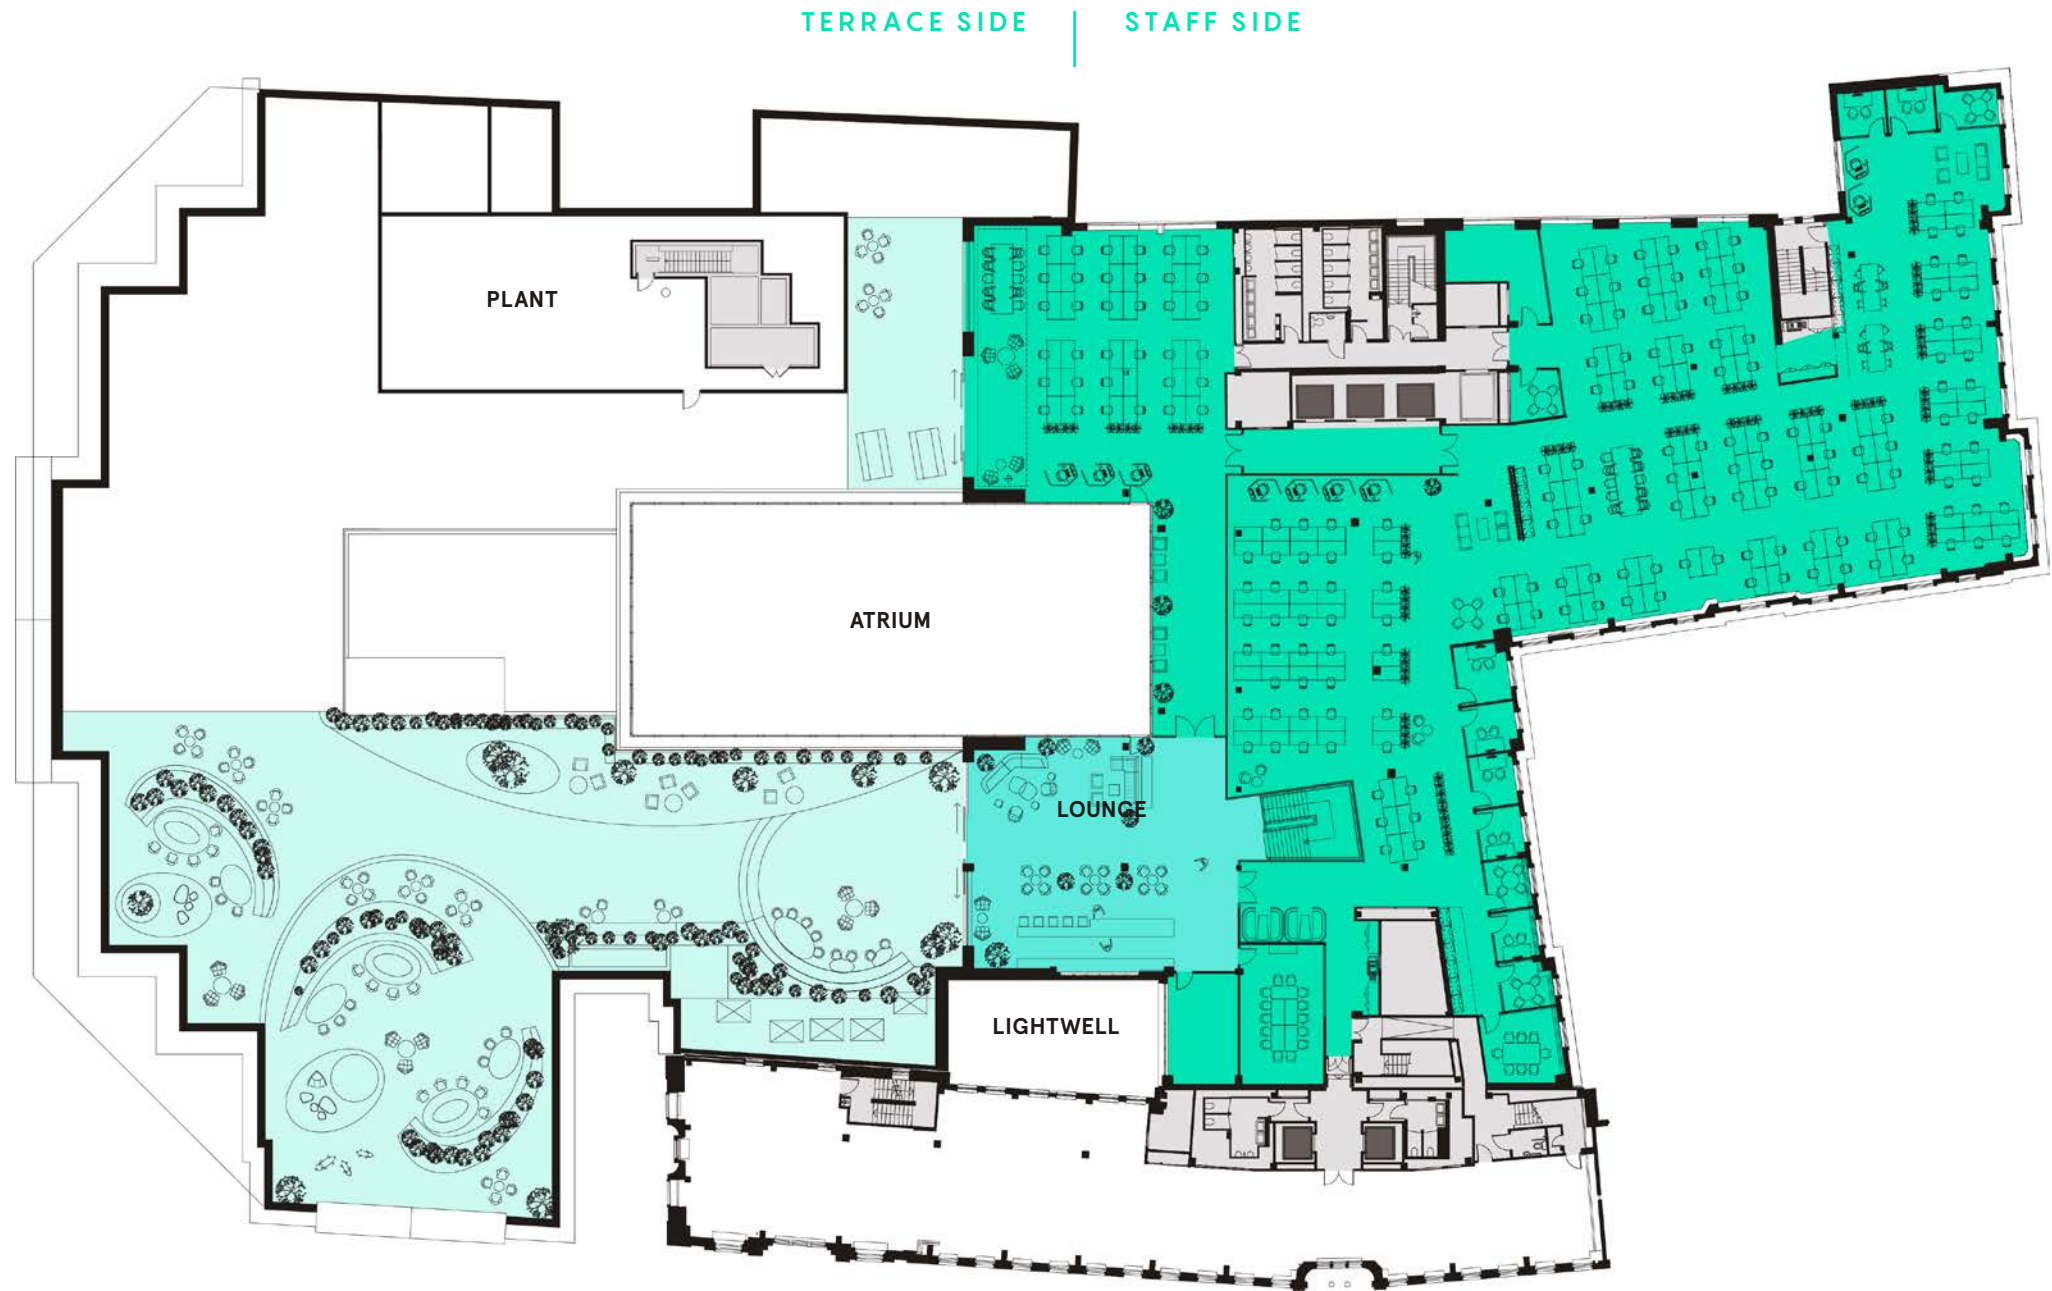 TERRACE SIDE | STAFF SIDE
PLANT
ATRIUM
LOUNGE
LIGHTWELL